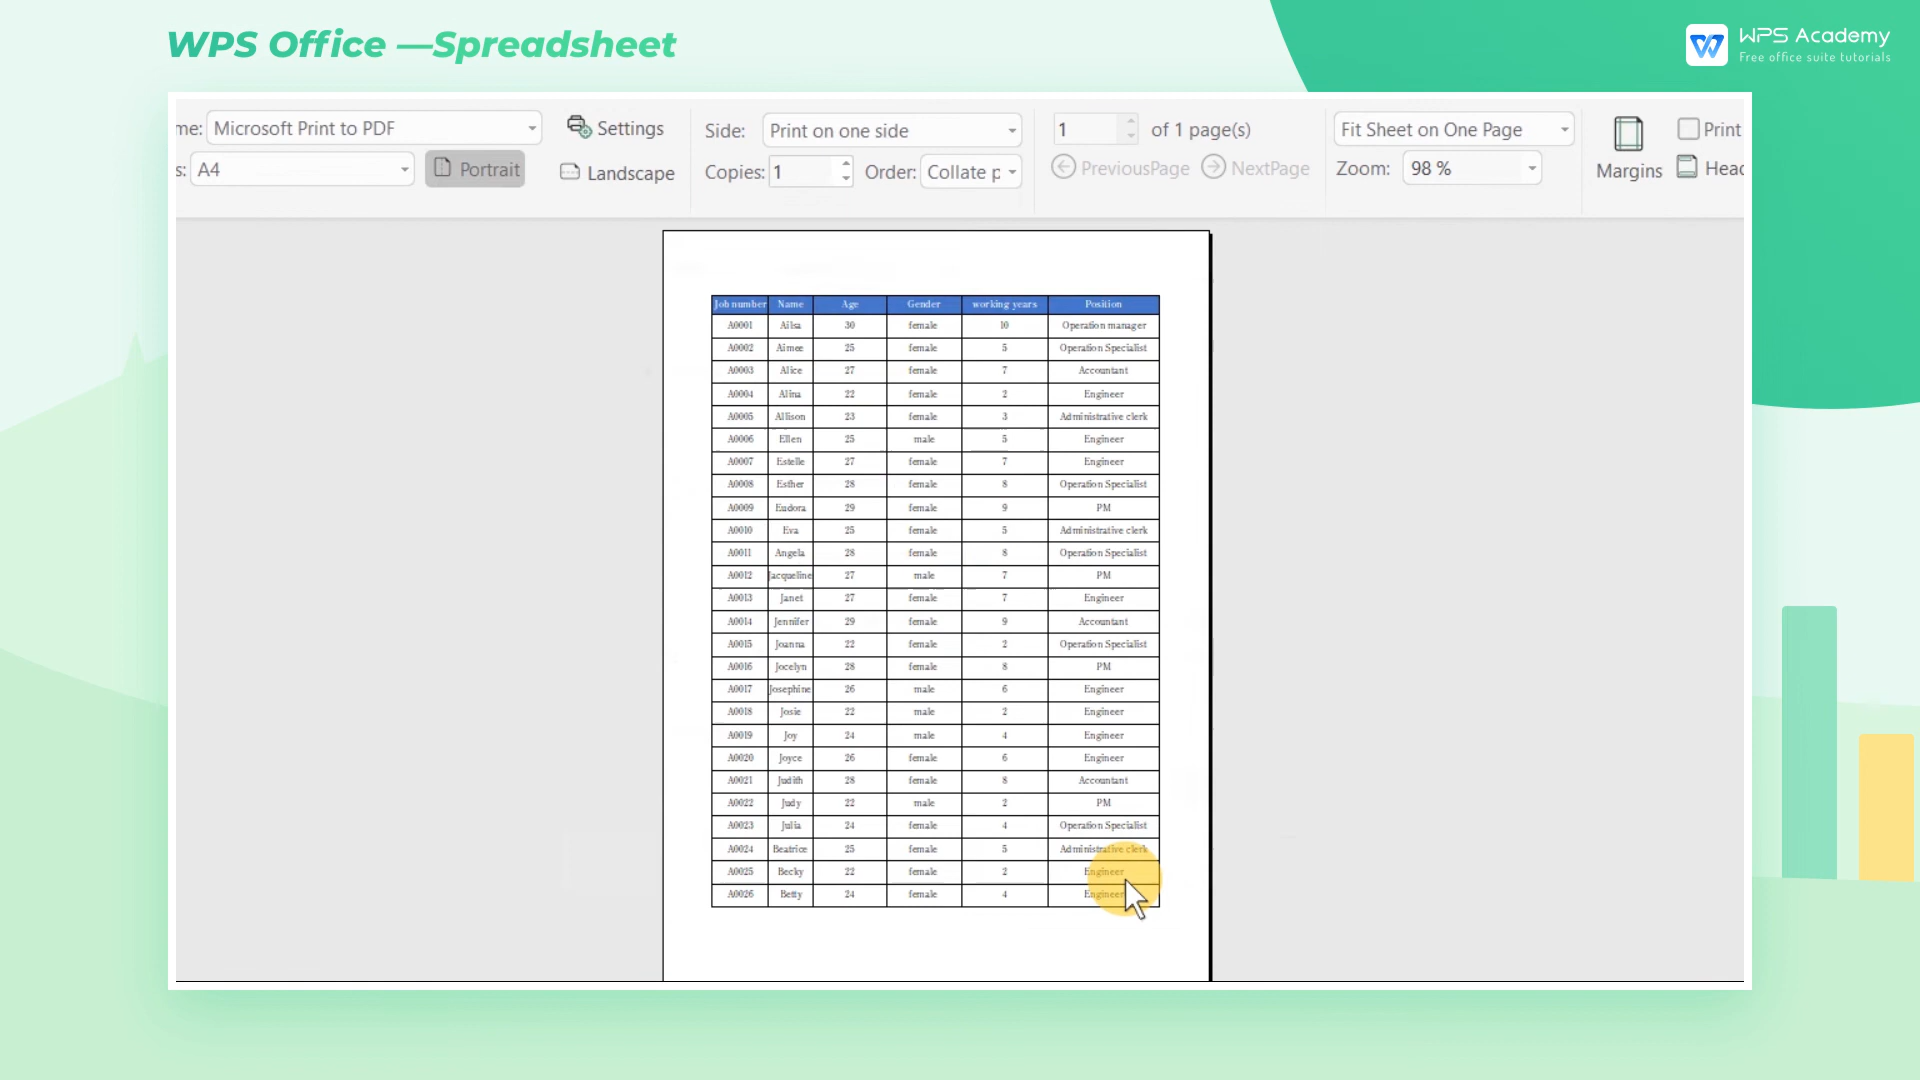 WPS Office —Spreadsheet
WPS Academy
Free office suite tutorials
me: Microsoft Print to PDF
Settings
Side: Print on one side
1 of 1 page(s)
Fit Sheet on One Page
Print
s: A4
Portrait
Landscape
Copies: 1
Order: Collate p
PreviousPage
NextPage
Zoom: 98 %
Margins
Head
Job number Name Age Gender working years Position
A0001 Ailsa 30 female 10 Operation manager
A0002 Aimee 25 female 5 Operation Specialist
A0003 Alice 27 female 7 Accountant
A0004 Alina 22 female 2 Engineer
A0005 Allison 23 female 3 Administrative clerk
A0006 Ellen 25 male 5 Engineer
A0007 Estelle 27 female 7 Engineer
A0008 Esther 28 female 8 Operation Specialist
A0009 Eudora 29 female 9 PM
A0010 Eva 25 female 5 Administrative clerk
A0011 Angela 28 female 8 Operation Specialist
A0012 Jacqueline 27 male 7 PM
A0013 Janet 27 female 7 Engineer
A0014 Jennifer 29 female 9 Accountant
A0015 Joanna 22 female 2 Operation Specialist
A0016 Jocelyn 28 female 8 PM
A0017 Josephine 26 male 6 Engineer
A0018 Josie 22 male 2 Engineer
A0019 Joy 24 male 4 Engineer
A0020 Joyce 26 female 6 Engineer
A0021 Judith 28 female 8 Accountant
A0022 Judy 22 male 2 PM
A0023 Julia 24 female 4 Operation Specialist
A0024 Beatrice 25 female 5 Administrative clerk
A0025 Becky 22 female 2 Engineer
A0026 Betty 24 female 4 Engineer